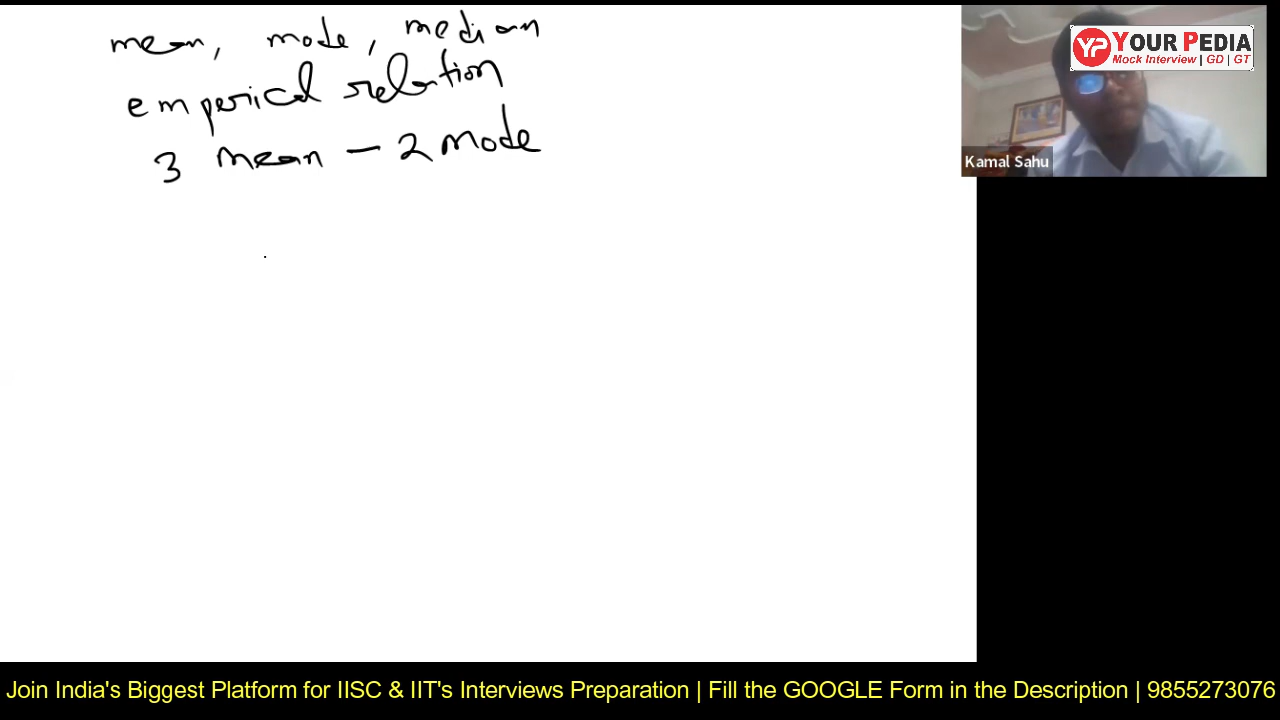 mean, mode, median
emperical relation
3 mean - 2 mode
YP YOUR PEDIA
Mock Interview | GD | GT
Kamal Sahu
Join India's Biggest Platform for IISC & IIT's Interviews Preparation | Fill the GOOGLE Form in the Description | 9855273076